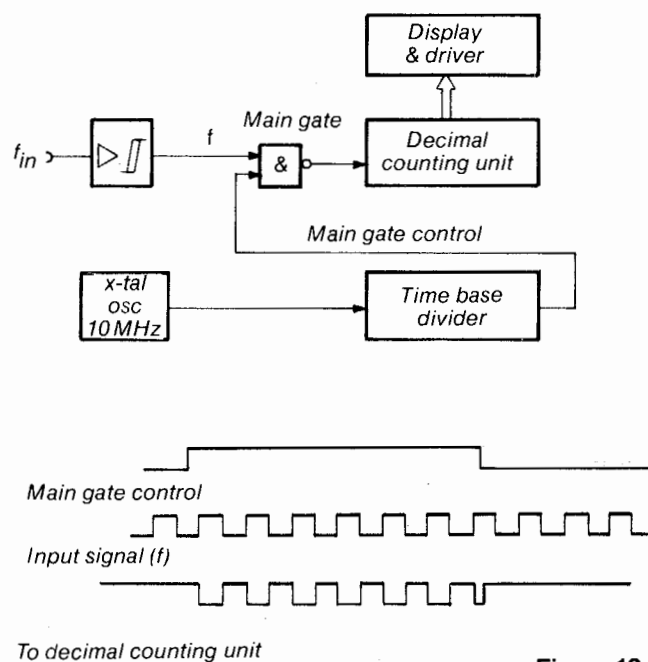 Display
& driver
Main gate
f
f_in
&
Decimal
counting unit
Main gate control
x-tal
osc
10 MHz
Time base
divider
Main gate control
Input signal (f)
To decimal counting unit